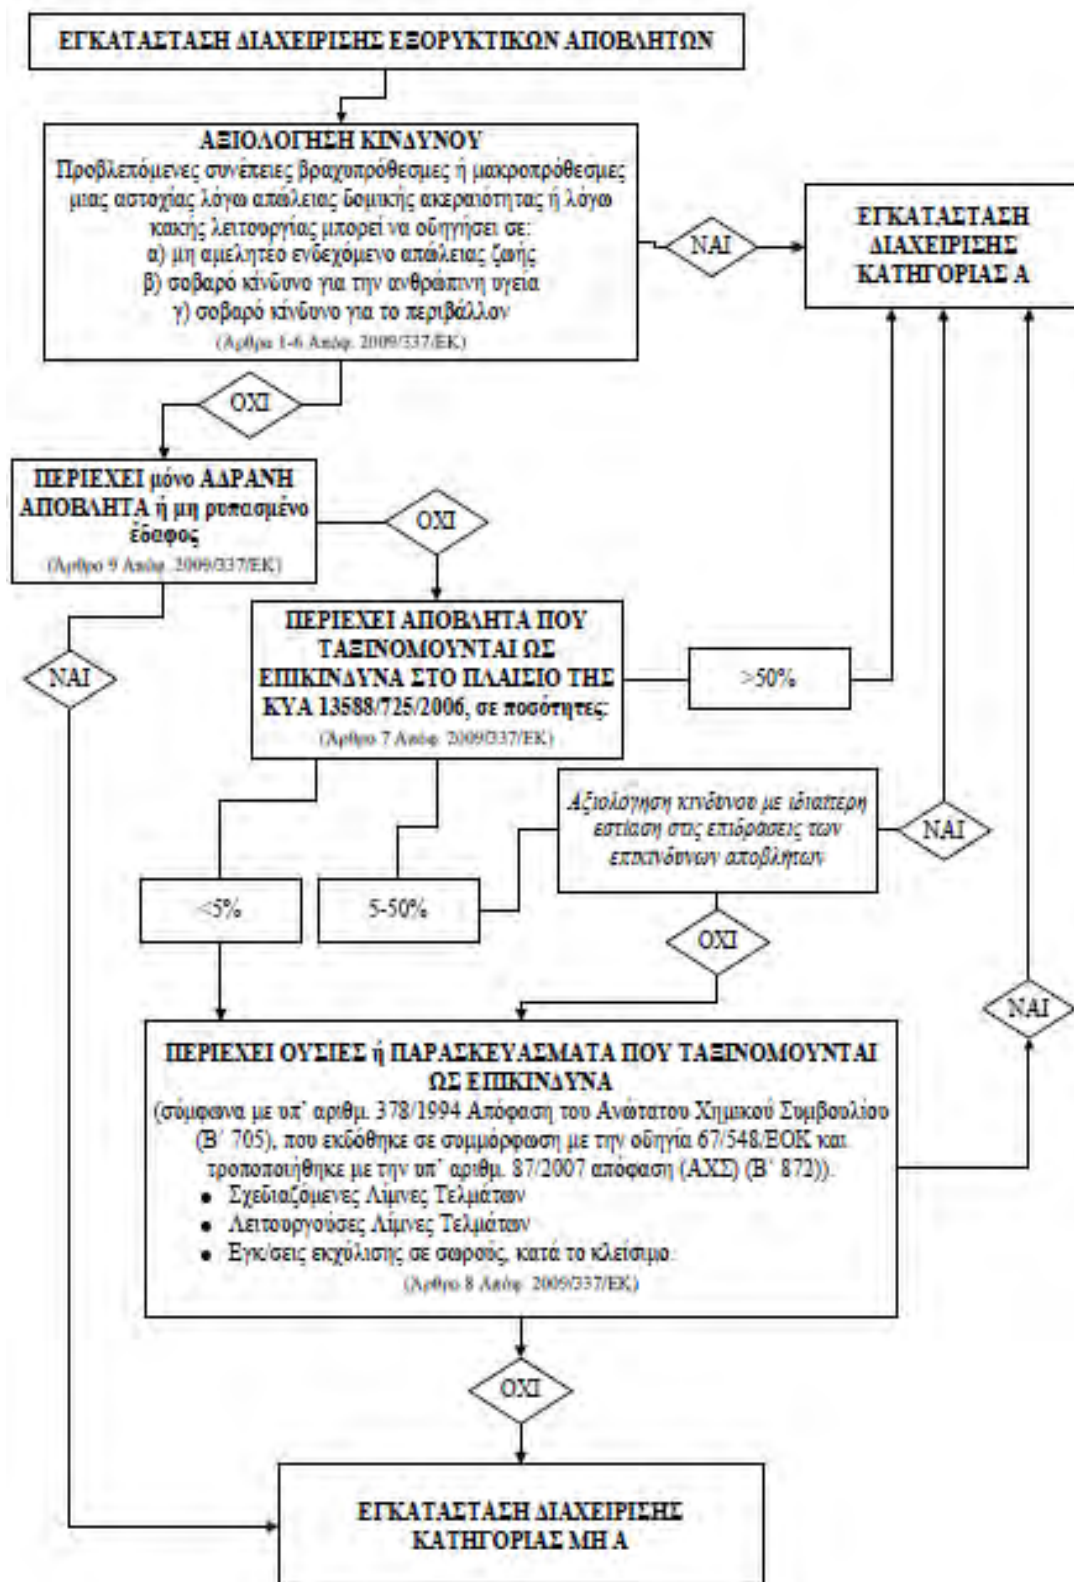 ΕΓΚΑΤΑΣΤΑΣΗ ΔΙΑΧΕΙΡΙΣΗΣ ΕΞΟΡΥΚΤΙΚΩΝ ΑΠΟΒΛΗΤΩΝ
ΑΞΙΟΛΟΓΗΣΗ ΚΙΝΔΥΝΟΥ
Προβλεπόμενες συνέπειες βραχυπρόθεσμες ή μακροπρόθεσμες
μιας αστοχίας λόγω απώλειας δομικής ακεραιότητας ή λόγω
κακής λειτουργίας μπορεί να οδηγήσει σε:
α) μη αμελητέο ενδεχόμενο απώλειας ζωής
β) σοβαρό κίνδυνο για την ανθρώπινη υγεία
γ) σοβαρό κίνδυνο για το περιβάλλον
(Άρθρα 1-6 Απόφ. 2009/337/ΕΚ)
ΝΑΙ
ΕΓΚΑΤΑΣΤΑΣΗ
ΔΙΑΧΕΙΡΙΣΗΣ
ΚΑΤΗΓΟΡΙΑΣ Α
ΟΧΙ
ΠΕΡΙΕΧΕΙ μόνο ΑΔΡΑΝΗ
ΑΠΟΒΛΗΤΑ ή μη ρυπασμένο
έδαφος
(Άρθρο 9 Απόφ. 2009/337/ΕΚ)
ΟΧΙ
ΝΑΙ
ΠΕΡΙΕΧΕΙ ΑΠΟΒΛΗΤΑ ΠΟΥ
ΤΑΞΙΝΟΜΟΥΝΤΑΙ ΩΣ
ΕΠΙΚΙΝΔΥΝΑ ΣΤΟ ΠΛΑΙΣΙΟ ΤΗΣ
ΚΥΑ 13588/725/2006, σε ποσότητες:
(Άρθρο 7 Απόφ. 2009/337/ΕΚ)
>50%
Αξιολόγηση κινδύνου με ιδιαίτερη
εστίαση στις επιδράσεις των
επικίνδυνων αποβλήτων
ΝΑΙ
<5%
5-50%
ΟΧΙ
ΝΑΙ
ΠΕΡΙΕΧΕΙ ΟΥΣΙΕΣ ή ΠΑΡΑΣΚΕΥΑΣΜΑΤΑ ΠΟΥ ΤΑΞΙΝΟΜΟΥΝΤΑΙ
ΩΣ ΕΠΙΚΙΝΔΥΝΑ
(σύμφωνα με υπ΄ αριθμ. 378/1994 Απόφαση του Ανώτατου Χημικού Συμβουλίου
(Β΄ 705), που εκδόθηκε σε συμμόρφωση με την οδηγία 67/548/ΕΟΚ και
τροποποιήθηκε με την υπ΄ αριθμ. 87/2007 απόφαση (ΑΧΣ) (Β΄ 872)).
• Σχεδιαζόμενες Λίμνες Τελμάτων
• Λειτουργούσες Λίμνες Τελμάτων
• Εγκ/σεις εκχύλισης σε σωρούς, κατά το κλείσιμο.
(Άρθρο 8 Απόφ. 2009/337/ΕΚ)
ΟΧΙ
ΕΓΚΑΤΑΣΤΑΣΗ ΔΙΑΧΕΙΡΙΣΗΣ
ΚΑΤΗΓΟΡΙΑΣ ΜΗ Α